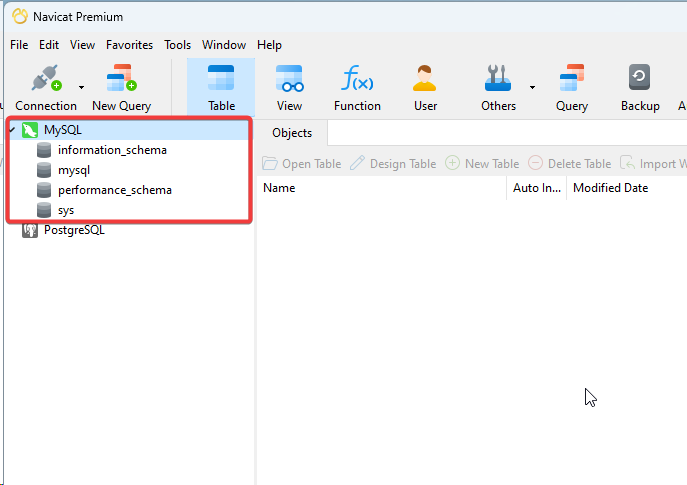 Navicat Premium
File Edit View Favorites Tools Window Help
Connection New Query Table View Function User Others Query Backup A
MySQL
Objects
information_schema
Open Table Design Table New Table Delete Table Import W
mysql
performance_schema
Name Auto In... Modified Date
sys
PostgreSQL